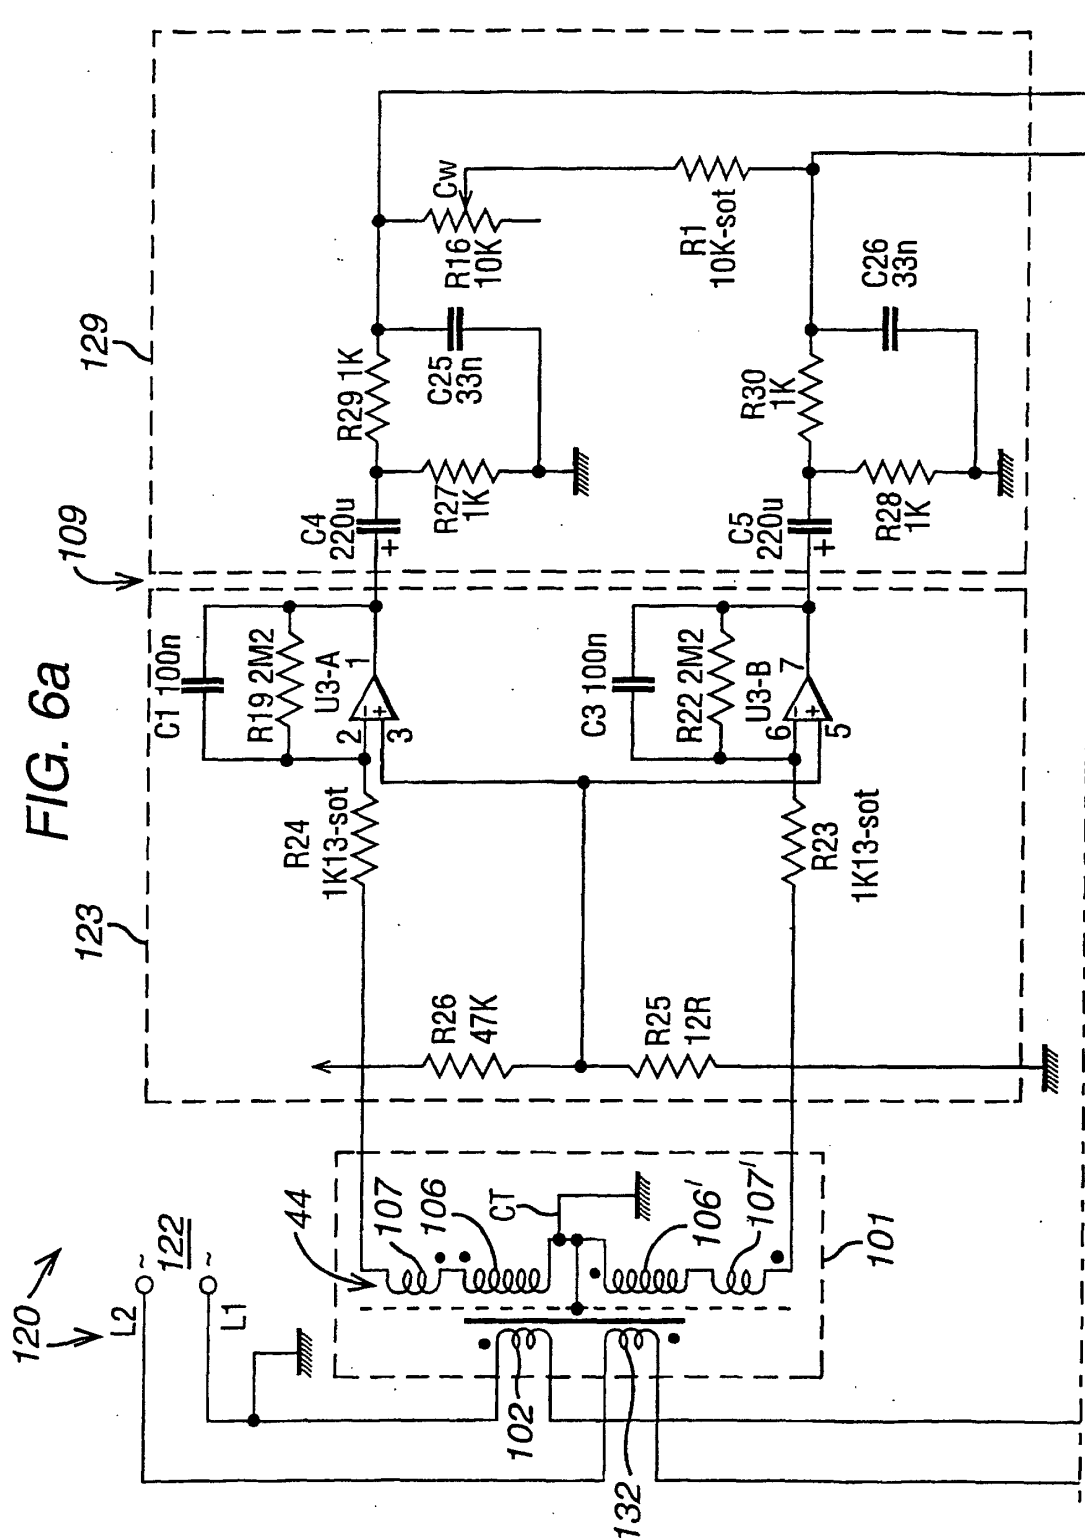 FIG. 6a
120
L2
~
122
L1
~
44
107
106
CT
106'
107'
101
102
132
123
109
129
R26
47K
R25
12R
R24
1K13-sot
R23
1K13-sot
C1 100n
R19 2M2
U3-A
2
3
1
-
+
C3 100n
R22 2M2
U3-B
6
5
7
-
+
C4
220u
+
R27
1K
R29 1K
C25
33n
R16
10K
CW
R1
10K-sot
C5
220u
+
R28
1K
R30
1K
C26
33n